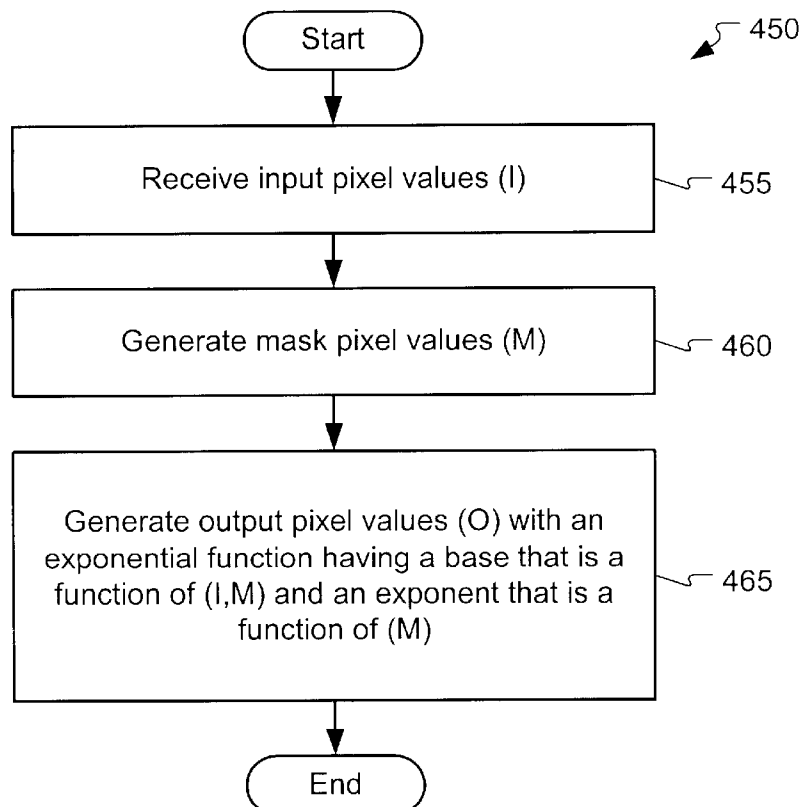 Start
450
Receive input pixel values (I)
455
Generate mask pixel values (M)
460
Generate output pixel values (O) with an
exponential function having a base that is a
function of (I,M) and an exponent that is a
function of (M)
465
End